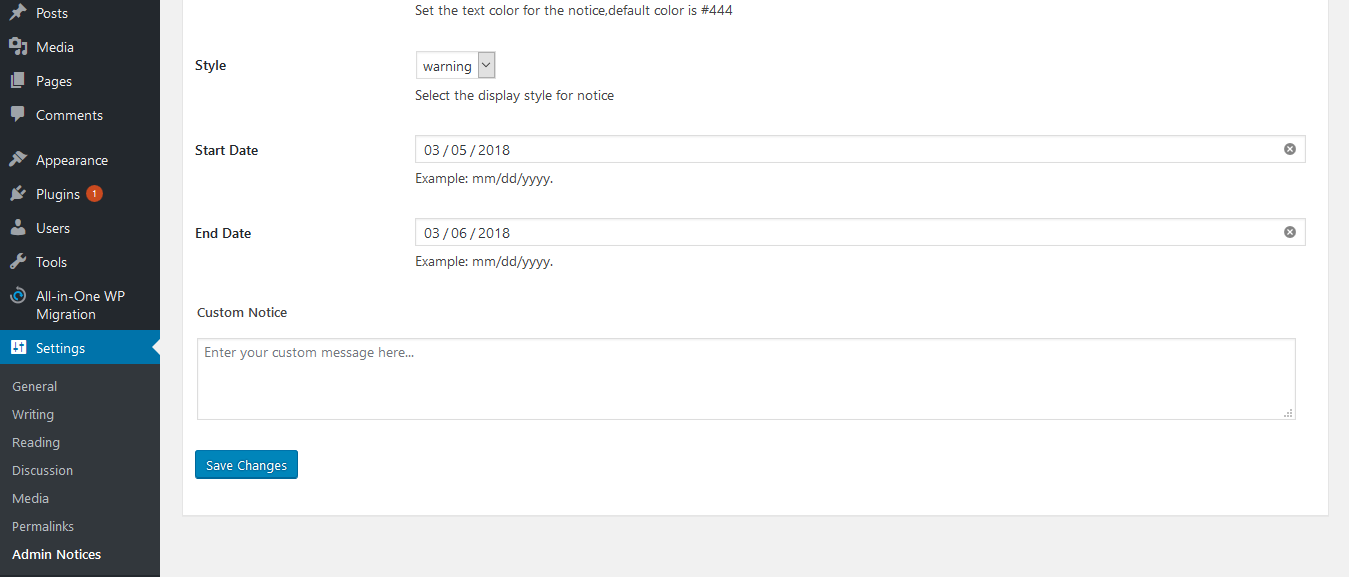 Posts
Media
Pages
Comments
Appearance
Plugins 1
Users
Tools
All-in-One WP
Migration
Settings
General
Writing
Reading
Discussion
Media
Permalinks
Admin Notices
Set the text color for the notice,default color is #444
Style
warning
Select the display style for notice
Start Date
03 / 05 / 2018
Example: mm/dd/yyyy.
End Date
03 / 06 / 2018
Example: mm/dd/yyyy.
Custom Notice
Enter your custom message here...
Save Changes